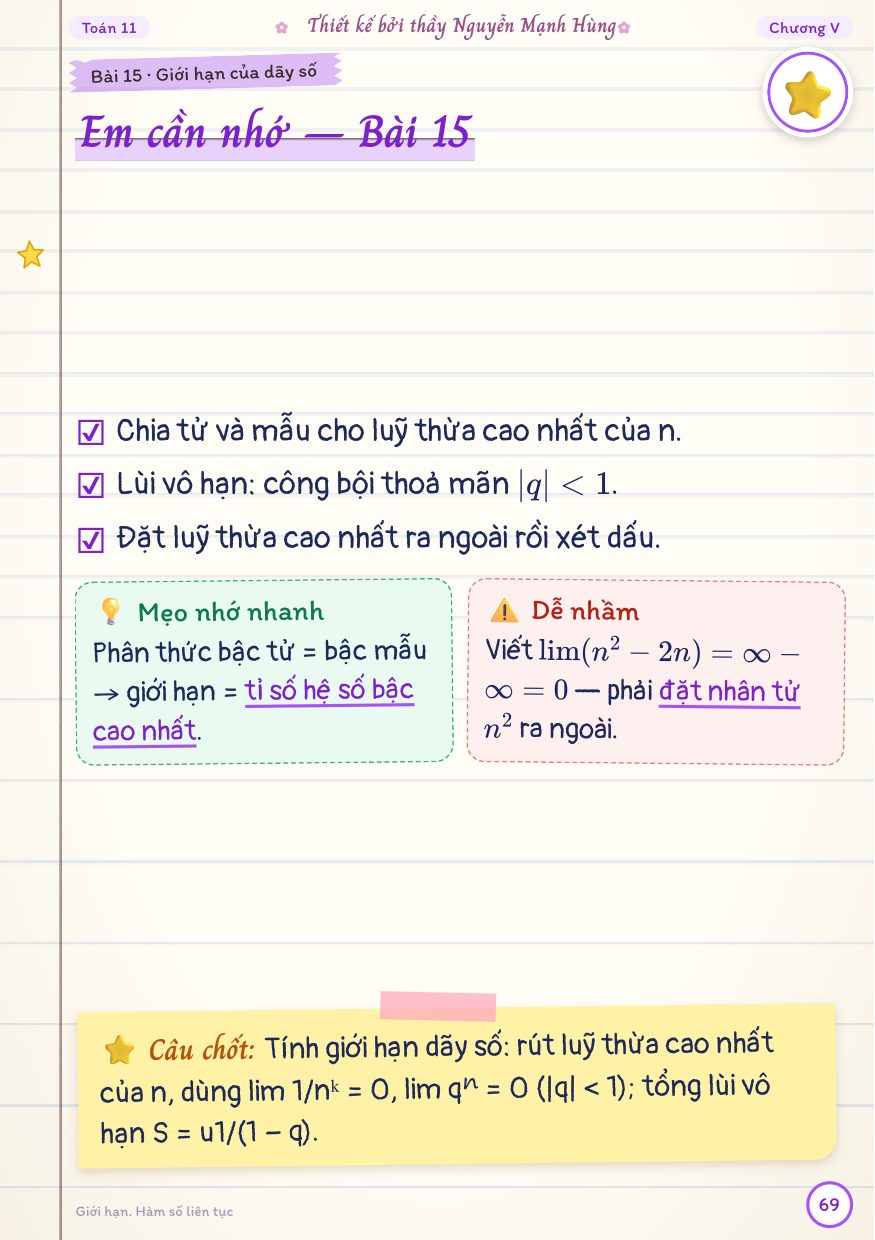 Toán 11
Thiết kế bởi thầy Nguyễn Mạnh Hùng
Chương V
Bài 15 · Giới hạn của dãy số
Em cần nhớ — Bài 15
Chia tử và mẫu cho luỹ thừa cao nhất của n.
Lùi vô hạn: công bội thoả mãn |q| < 1.
Đặt luỹ thừa cao nhất ra ngoài rồi xét dấu.
💡 Mẹo nhớ nhanh
Phân thức bậc tử = bậc mẫu
→ giới hạn = tỉ số hệ số bậc
cao nhất.
⚠️ Dễ nhầm
Viết lim(n² − 2n) = ∞ −
∞ = 0 — phải đặt nhân tử
n² ra ngoài.
Câu chốt: Tính giới hạn dãy số: rút luỹ thừa cao nhất
của n, dùng lim 1/nᵏ = 0, lim qⁿ = 0 (|q| < 1); tổng lùi vô
hạn S = u1/(1 − q).
Giới hạn. Hàm số liên tục
69